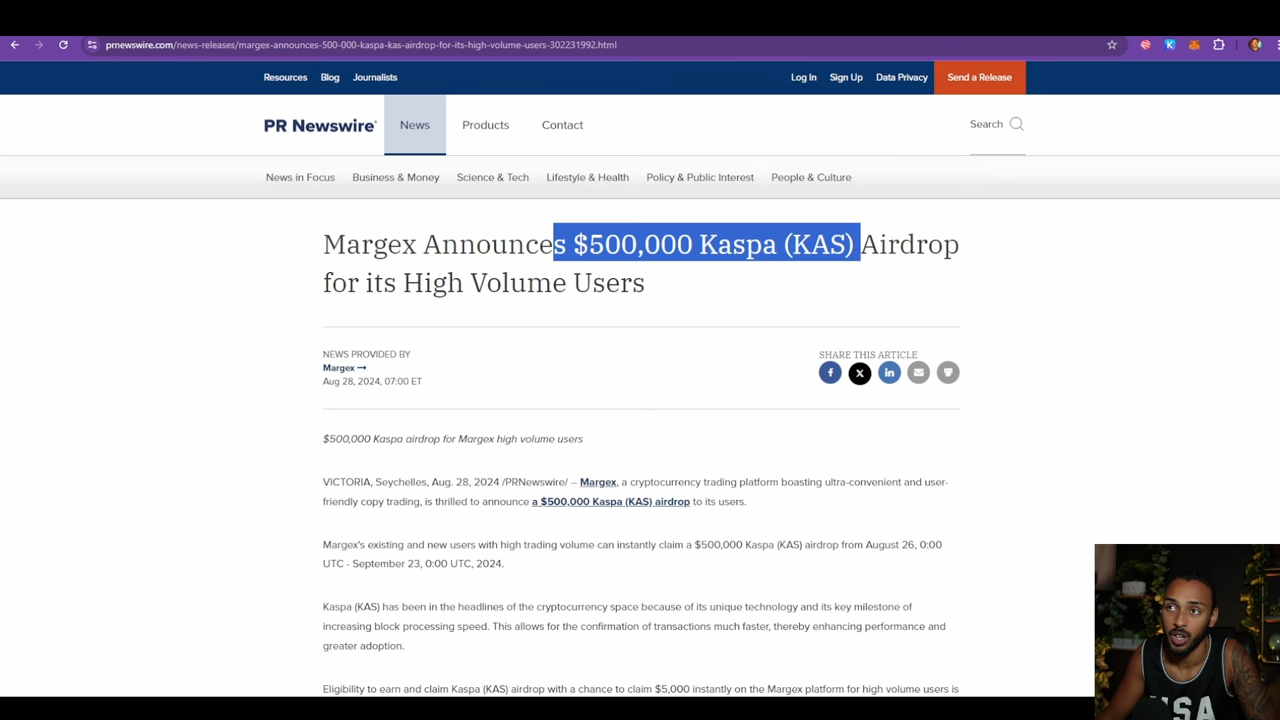 prnewswire.com/news-releases/margex-announces-500-000-kaspa-kas-airdrop-for-its-high-volume-users-302231992.html
Resources Blog Journalists Log In Sign Up Data Privacy Send a Release
PR Newswire® News Products Contact Search
News in Focus Business & Money Science & Tech Lifestyle & Health Policy & Public Interest People & Culture
Margex Announces $500,000 Kaspa (KAS) Airdrop
for its High Volume Users
NEWS PROVIDED BY
Margex →
Aug 28, 2024, 07:00 ET
SHARE THIS ARTICLE
$500,000 Kaspa airdrop for Margex high volume users
VICTORIA, Seychelles, Aug. 28, 2024 /PRNewswire/ -- Margex, a cryptocurrency trading platform boasting ultra-convenient and user-
friendly copy trading, is thrilled to announce a $500,000 Kaspa (KAS) airdrop to its users.
Margex's existing and new users with high trading volume can instantly claim a $500,000 Kaspa (KAS) airdrop from August 26, 0:00
UTC - September 23, 0:00 UTC, 2024.
Kaspa (KAS) has been in the headlines of the cryptocurrency space because of its unique technology and its key milestone of
increasing block processing speed. This allows for the confirmation of transactions much faster, thereby enhancing performance and
greater adoption.
Eligibility to earn and claim Kaspa (KAS) airdrop with a chance to claim $5,000 instantly on the Margex platform for high volume users is
USA